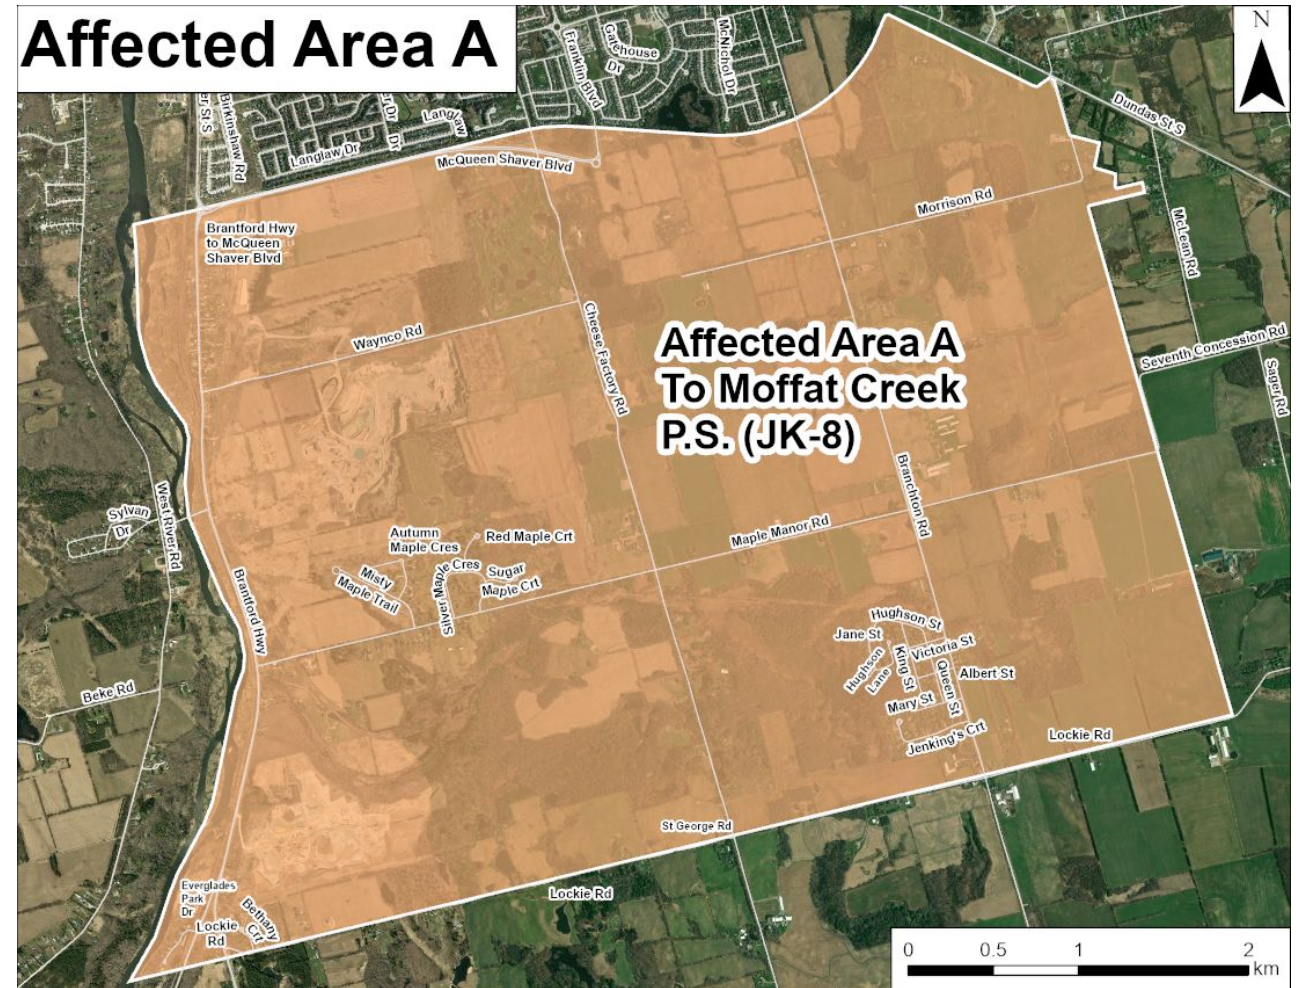 Affected Area A
N
Gatehouse
Dr
Franklin Blvd
McNichol Dr
Dundas St S
er St S
Birkinshaw Rd
er Dr
Dr
Langlaw
Langlaw Dr
McQueen Shaver Blvd
Morrison Rd
McLean Rd
Brantford Hwy
to McQueen
Shaver Blvd
Waynco Rd
Cheese Factory Rd
Affected Area A
To Moffat Creek
P.S. (JK-8)
Seventh Concession Rd
Sager Rd
Branchton Rd
West River Rd
Sylvan
Dr
Autumn
Maple Cres
Red Maple Crt
Maple Manor Rd
Misty
Maple Trail
Silver Maple Cres
Sugar
Maple Crt
Brantford Hwy
Hughson St
Jane St
Hughson
Lane
King St
Victoria St
Queen St
Albert St
Mary St
Jenking's Crt
Beke Rd
Lockie Rd
St George Rd
Lockie Rd
Everglades
Park
Dr
Bethany
Crt
Lockie
Rd
0 0.5 1 2
km